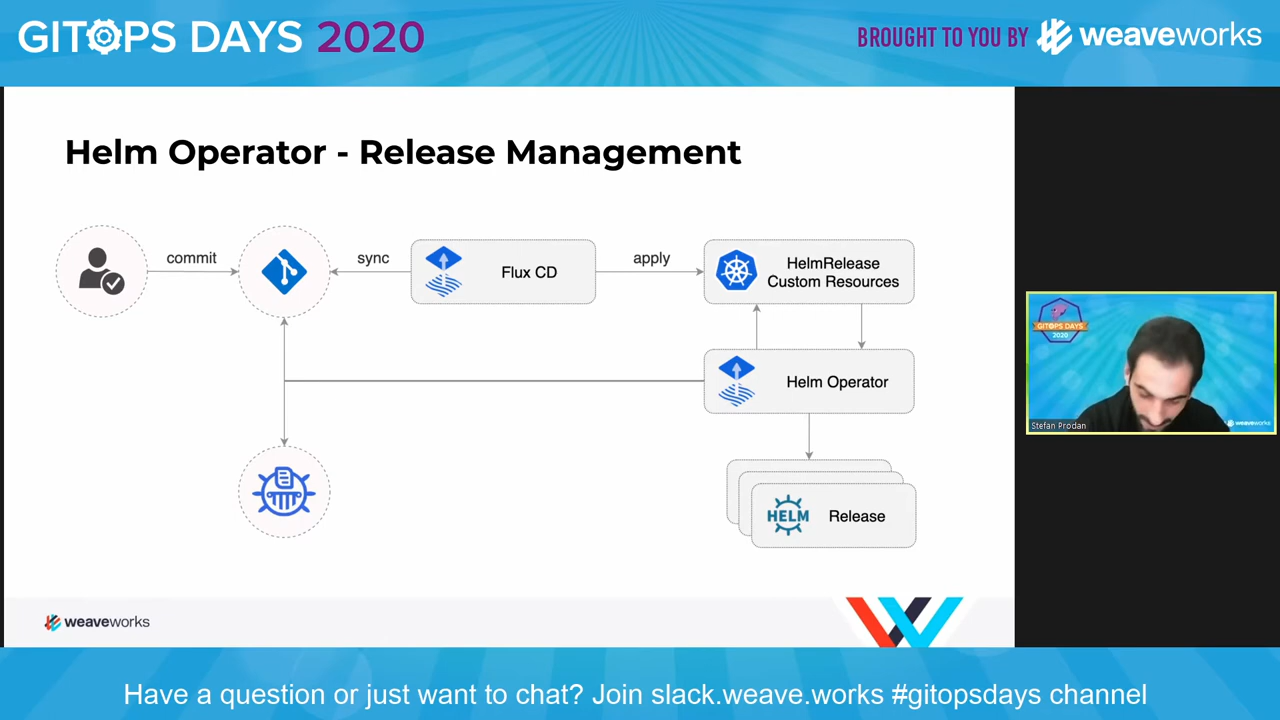 GITOPS DAYS 2020
BROUGHT TO YOU BY weaveworks
Helm Operator - Release Management
commit
sync
Flux CD
apply
HelmRelease
Custom Resources
Helm Operator
HELM Release
GITOPS DAYS
2020
Stefan Prodan
weaveworks
weaveworks
Have a question or just want to chat? Join slack.weave.works #gitopsdays channel